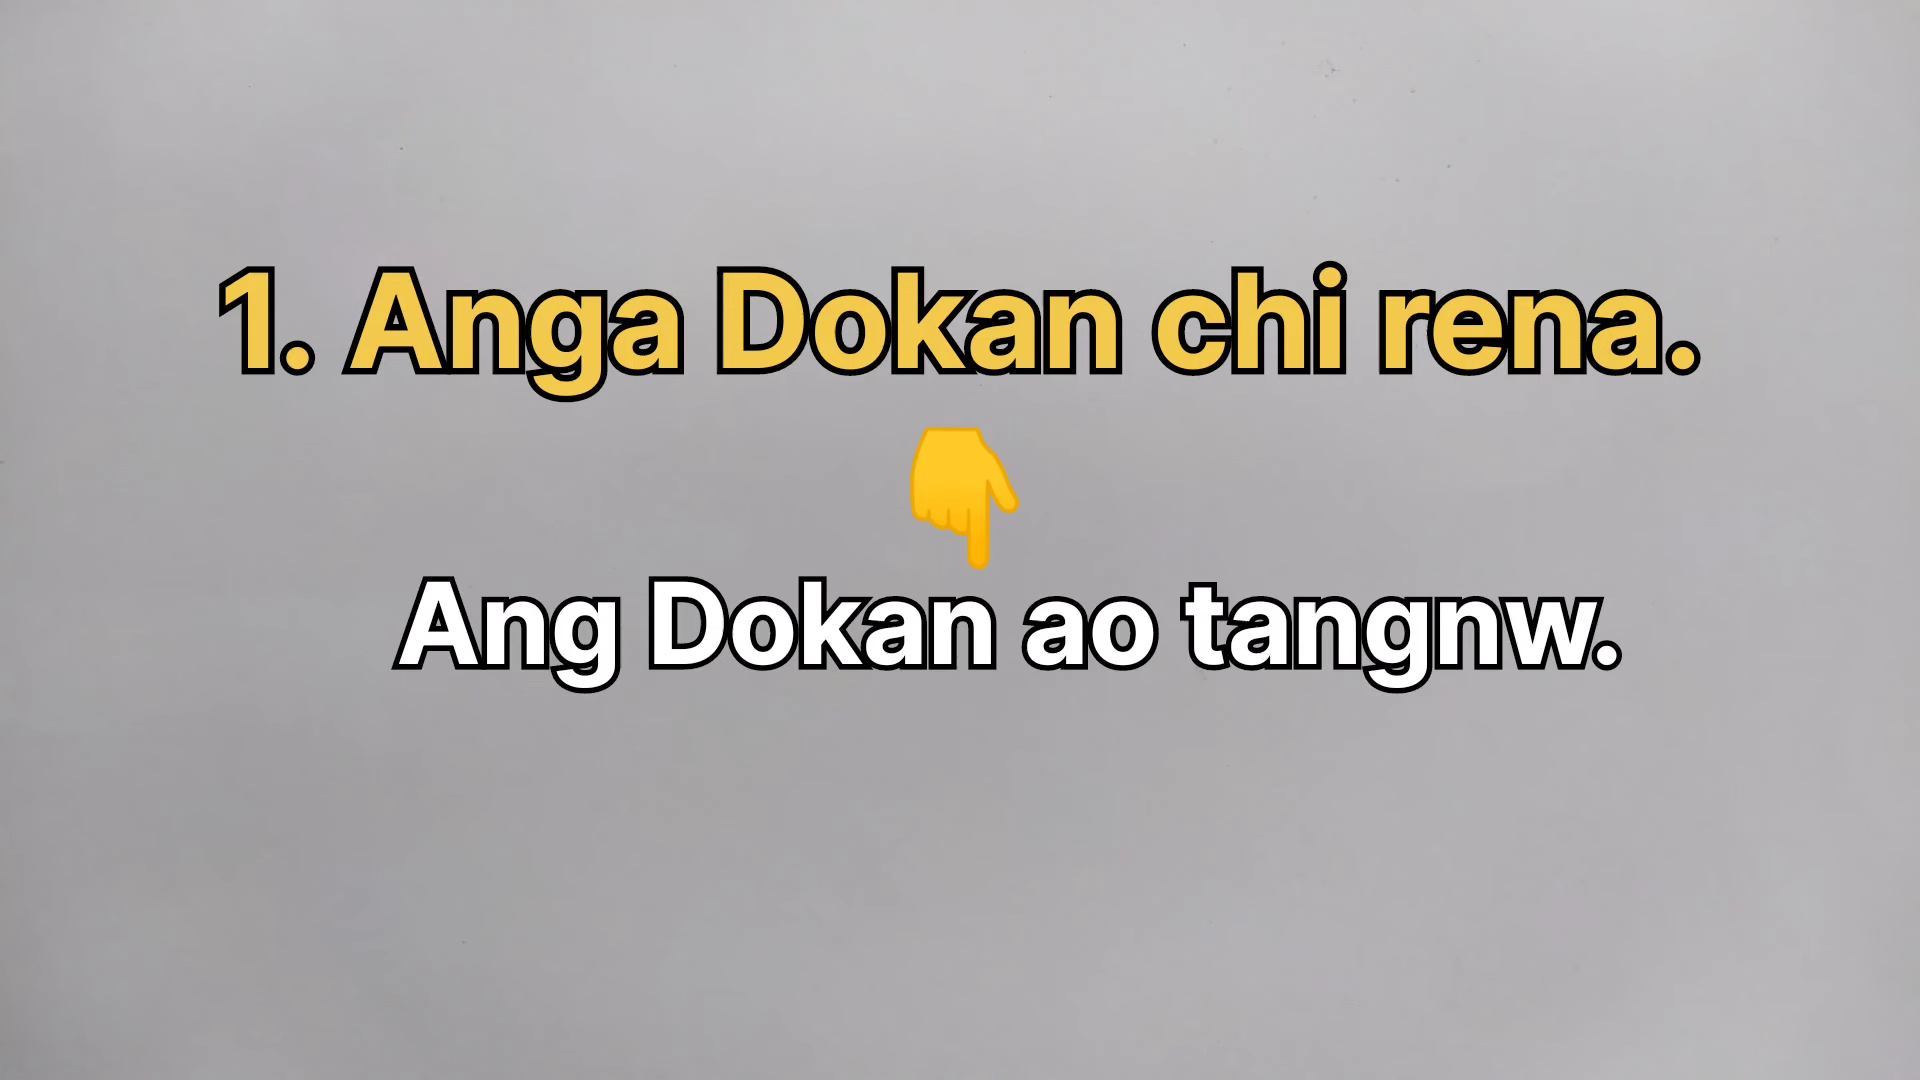 1. Anga Dokan chi rena.
👇
Ang Dokan ao tangnw.